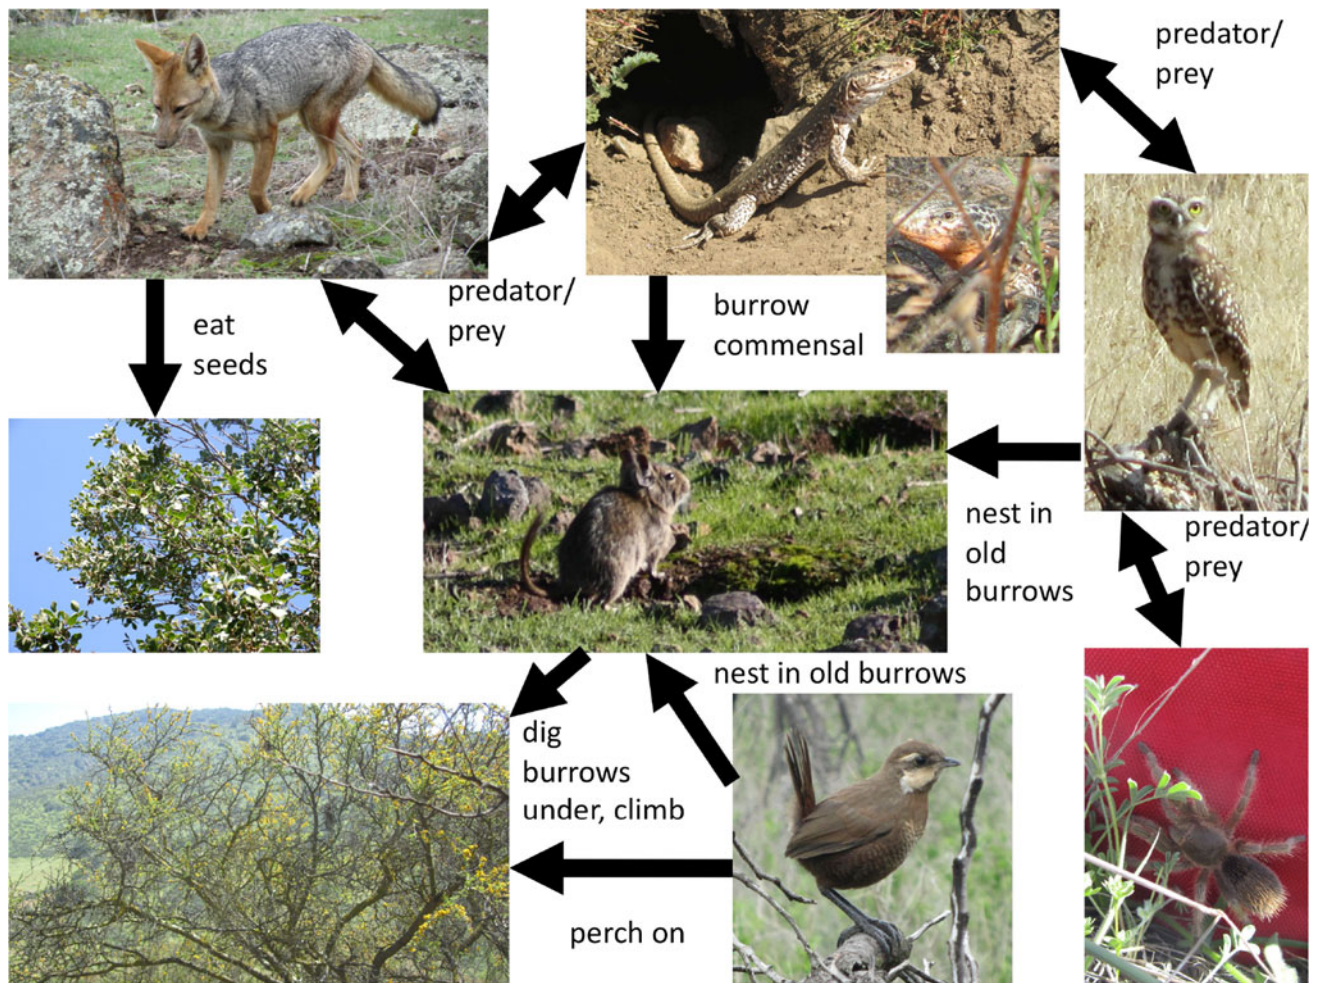 predator/
prey
predator/
prey
eat
seeds
burrow
commensal
nest in
old
burrows
predator/
prey
nest in old burrows
dig
burrows
under, climb
perch on